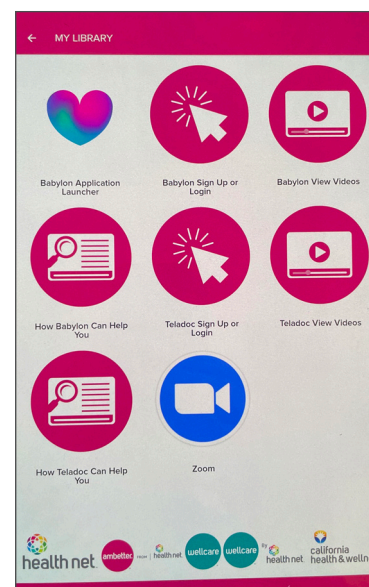 MY LIBRARY
Babylon Application
Launcher
Babylon Sign Up or
Login
Babylon View Videos
How Babylon Can Help
You
Teladoc Sign Up or
Login
Teladoc View Videos
How Teladoc Can Help
You
Zoom
health net.
ambetter.
FROM
health net
wellcare
wellcare
By
health net.
california
health & welln